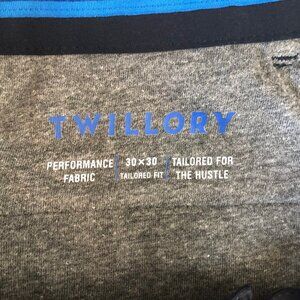 TWILLORY
PERFORMANCE FABRIC
30×30
TAILORED FIT
TAILORED FOR THE HUSTLE